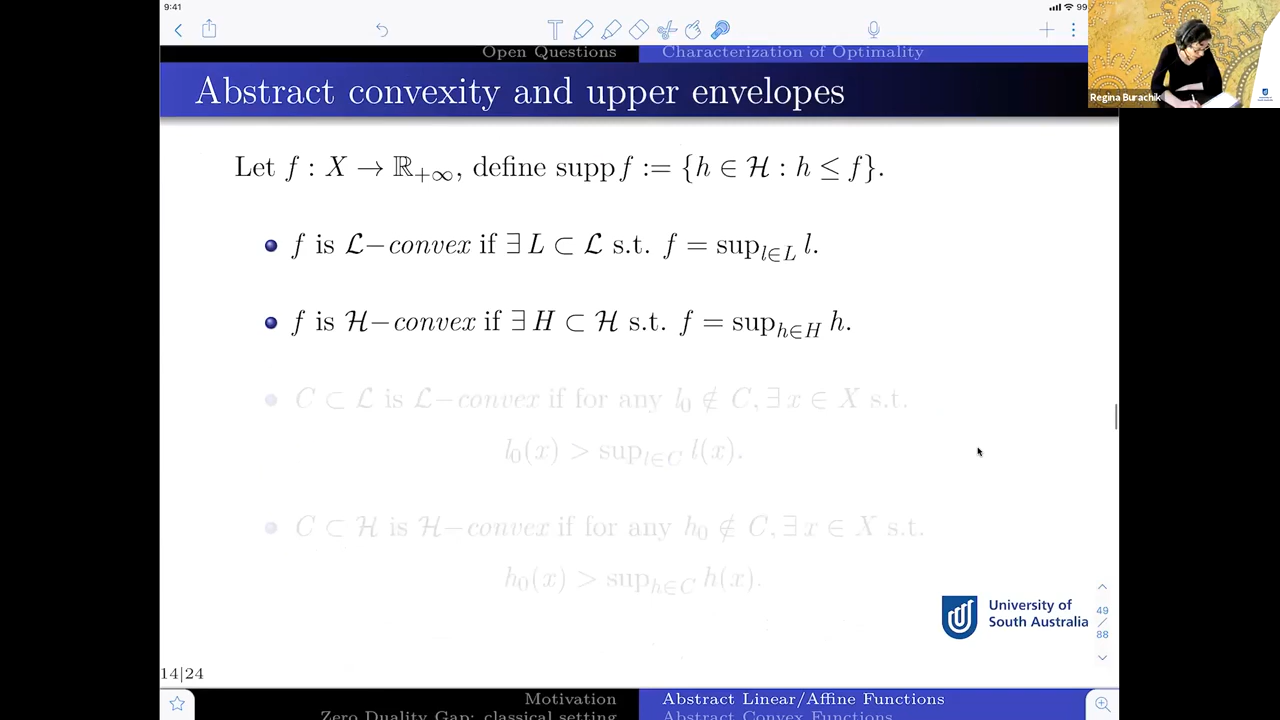 9:41
99
Open Questions
Characterization of Optimality
Abstract convexity and upper envelopes
Regina Burachik
Let f : X → ℝ₊∞, define supp f := {h ∈ ℋ : h ≤ f}.
f is ℒ−convex if ∃ L ⊂ ℒ s.t. f = sup_{l∈L} l.
f is ℋ−convex if ∃ H ⊂ ℋ s.t. f = sup_{h∈H} h.
C ⊂ ℒ is ℒ−convex if for any l₀ ∉ C, ∃ x ∈ X s.t.
l₀(x) > sup_{l∈C} l(x).
C ⊂ ℋ is ℋ−convex if for any h₀ ∉ C, ∃ x ∈ X s.t.
h₀(x) > sup_{h∈C} h(x).
University of
South Australia
49
/
88
14|24
Motivation
Abstract Linear/Affine Functions
Zero Duality Gap: classical setting
Abstract Convex Functions